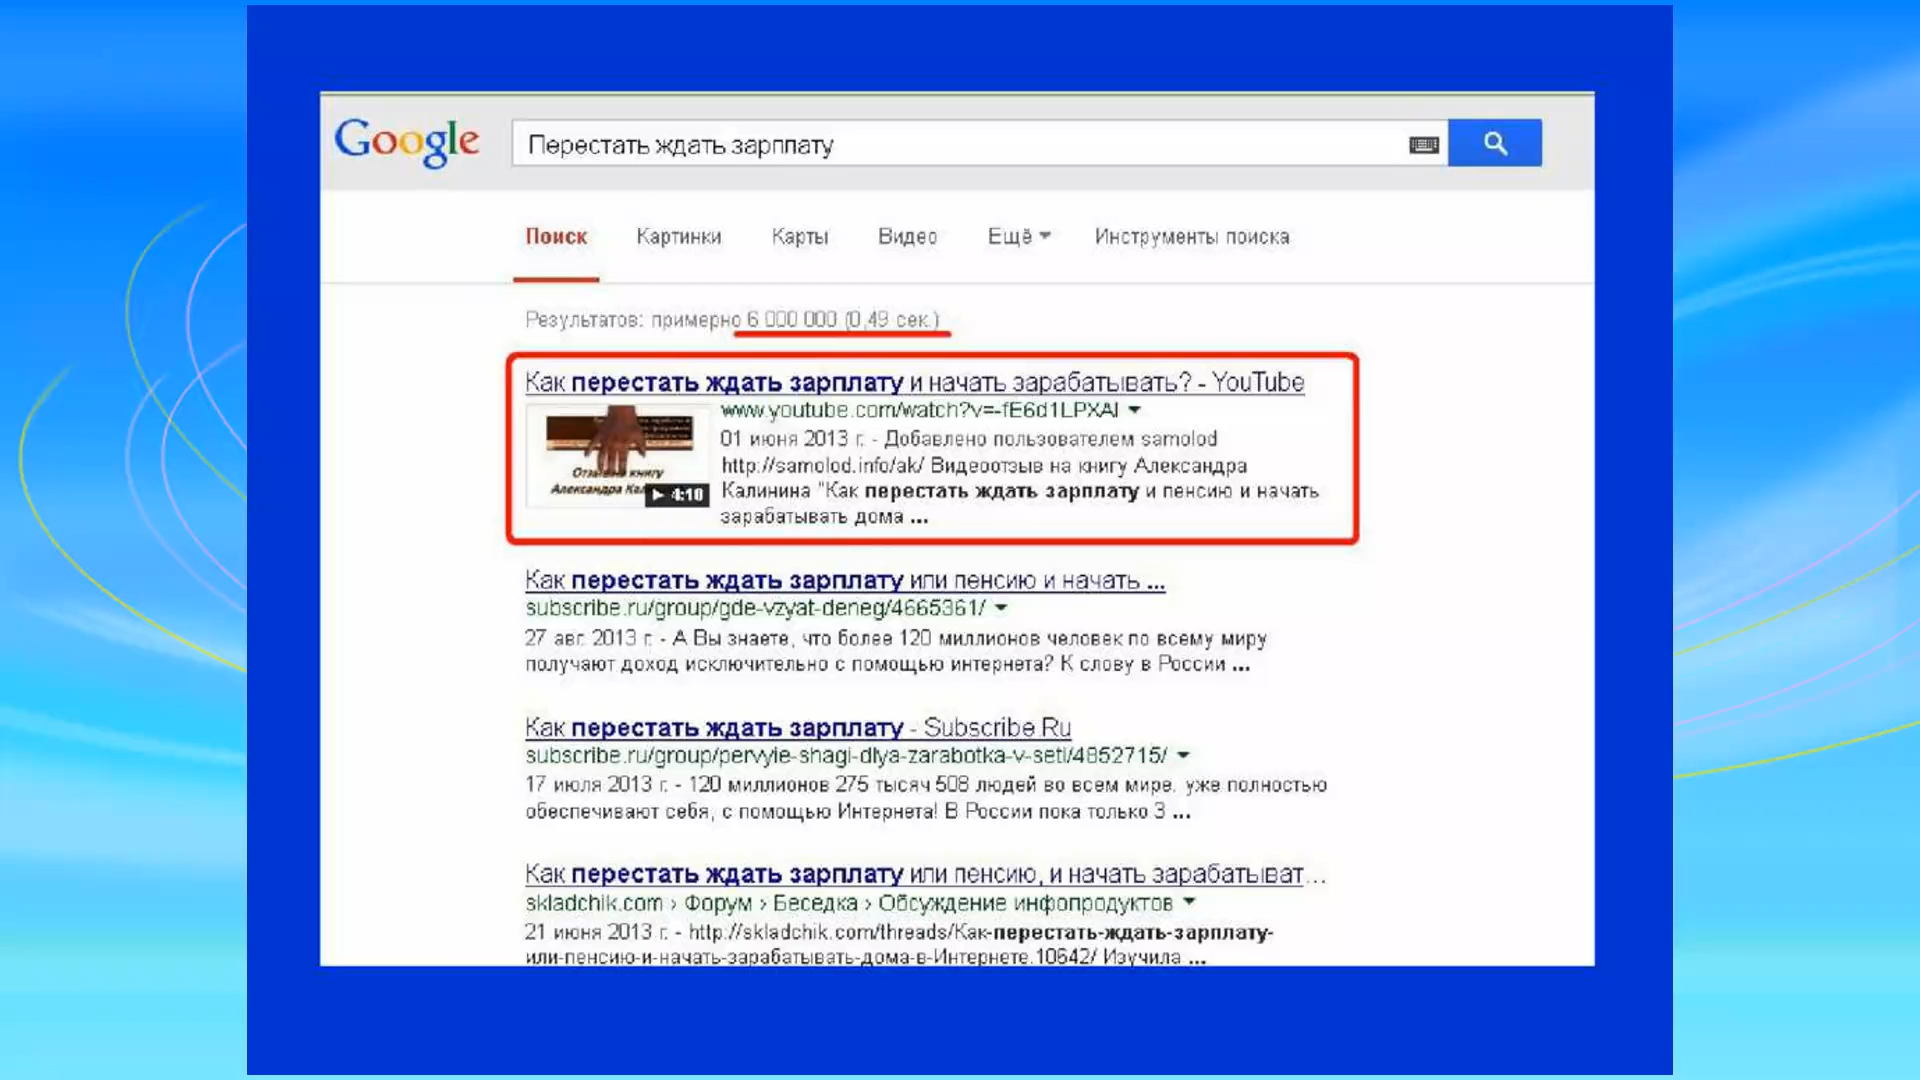 Google
Перестать ждать зарплату
Поиск Картинки Карты Видео Ещё Инструменты поиска
Результатов: примерно 6 000 000 (0,49 сек.)
Как перестать ждать зарплату и начать зарабатывать? - YouTube
www.youtube.com/watch?v=-fE6d1LPXAI
01 июня 2013 г. - Добавлено пользователем samolod
http://samolod.info/ak/ Видеоотзыв на книгу Александра
Калинина "Как перестать ждать зарплату и пенсию и начать
зарабатывать дома ...
Отзыв на книгу
Александра
4:10
Как перестать ждать зарплату или пенсию и начать ...
subscribe.ru/group/gde-vzyat-deneg/4665361/
27 авг. 2013 г. - А Вы знаете, что более 120 миллионов человек по всему миру
получают доход исключительно с помощью интернета? К слову в России ...
Как перестать ждать зарплату - Subscribe.Ru
subscribe.ru/group/pervyie-shagi-dlya-zarabotka-v-seti/4852715/
17 июля 2013 г. - 120 миллионов 275 тысяч 508 людей во всем мире, уже полностью
обеспечивают себя, с помощью Интернета! В России пока только 3 ...
Как перестать ждать зарплату или пенсию, и начать зарабатыват...
skladchik.com › Форум › Беседка › Обсуждение инфопродуктов
21 июня 2013 г. - http://skladchik.com/threads/Как-перестать-ждать-зарплату-
или-пенсию-и-начать-зарабатывать-дома-в-Интернете.10642/ Изучила ...